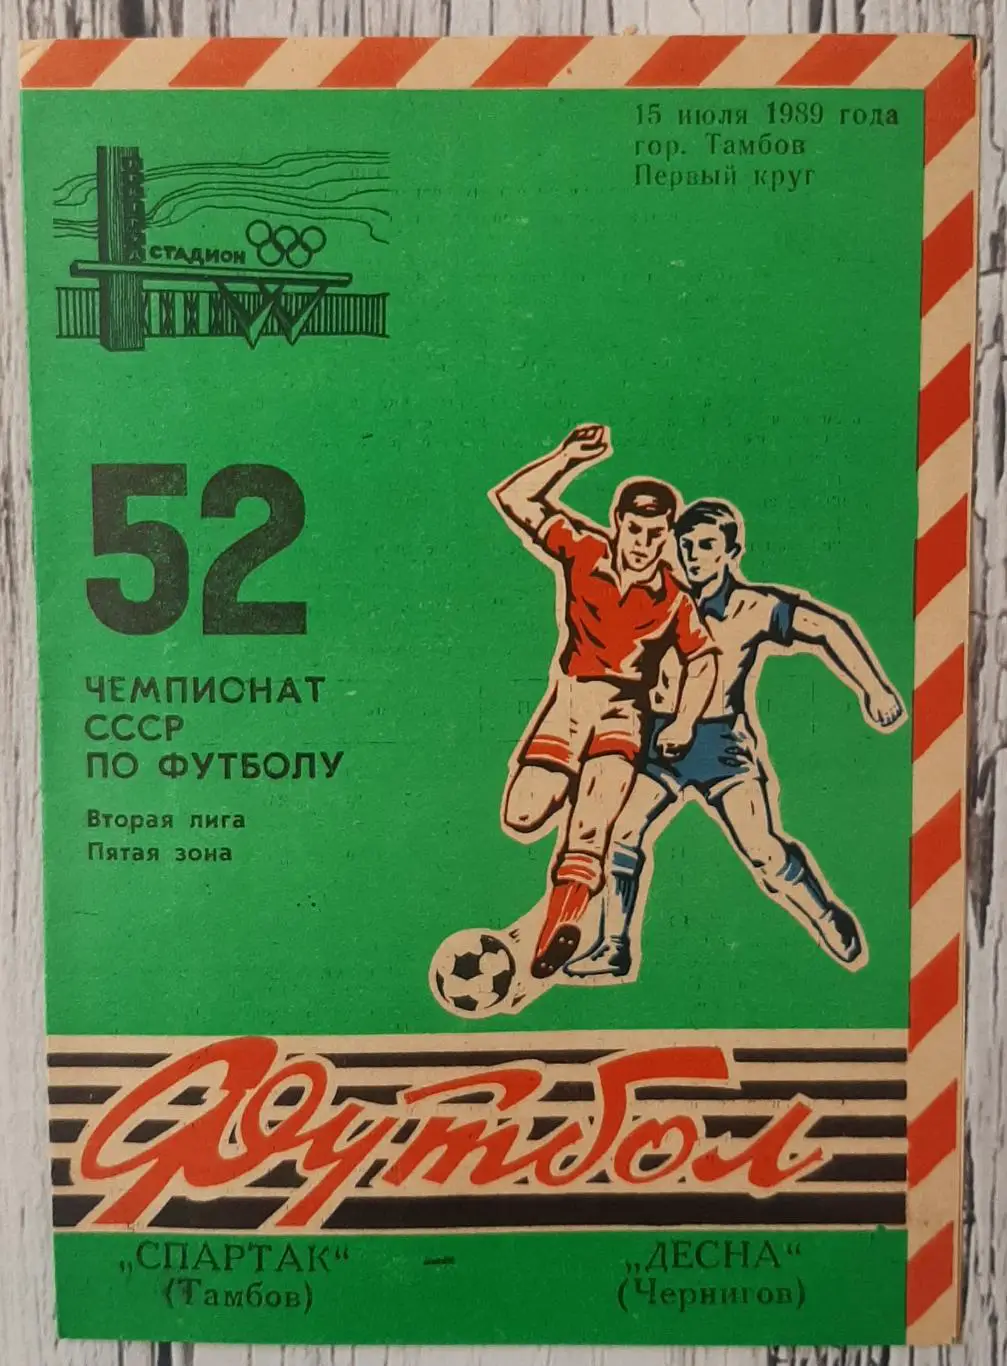 15 июля 1989 года
гор. Тамбов
Первый круг
СТАДИОН
52
ЧЕМПИОНАТ
СССР
ПО ФУТБОЛУ
Вторая лига
Пятая зона
Футбол
„СПАРТАК“ — „ДЕСНА“
(Тамбов) (Чернигов)